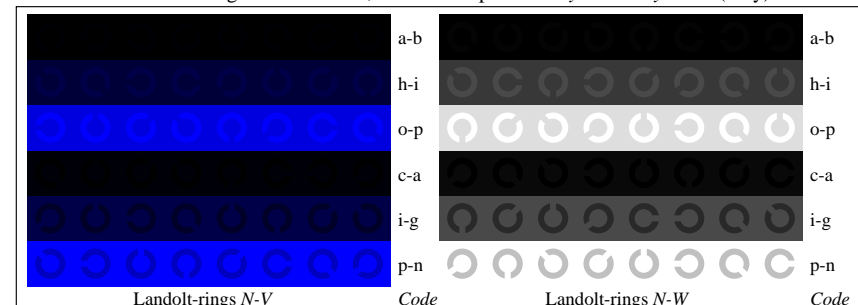 a-b a-b
h-i h-i
o-p o-p
c-a c-a
i-g i-g
p-n p-n
Landolt-rings N-V Code Landolt-rings N-W Code